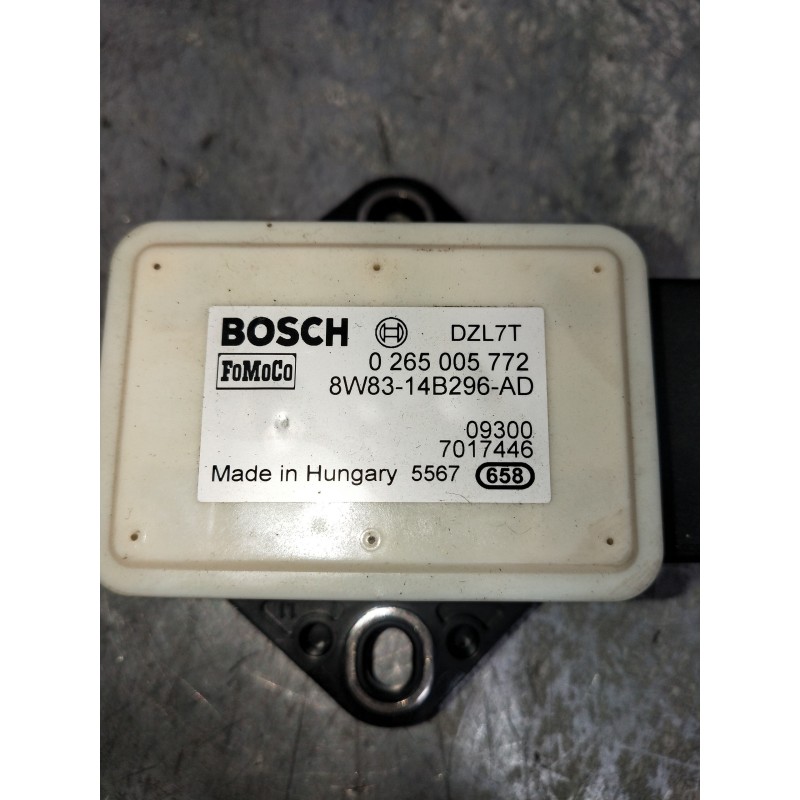 BOSCH DZL7T
FoMoCo 0 265 005 772
8W83-14B296-AD
09300
7017446
Made in Hungary 5567 658